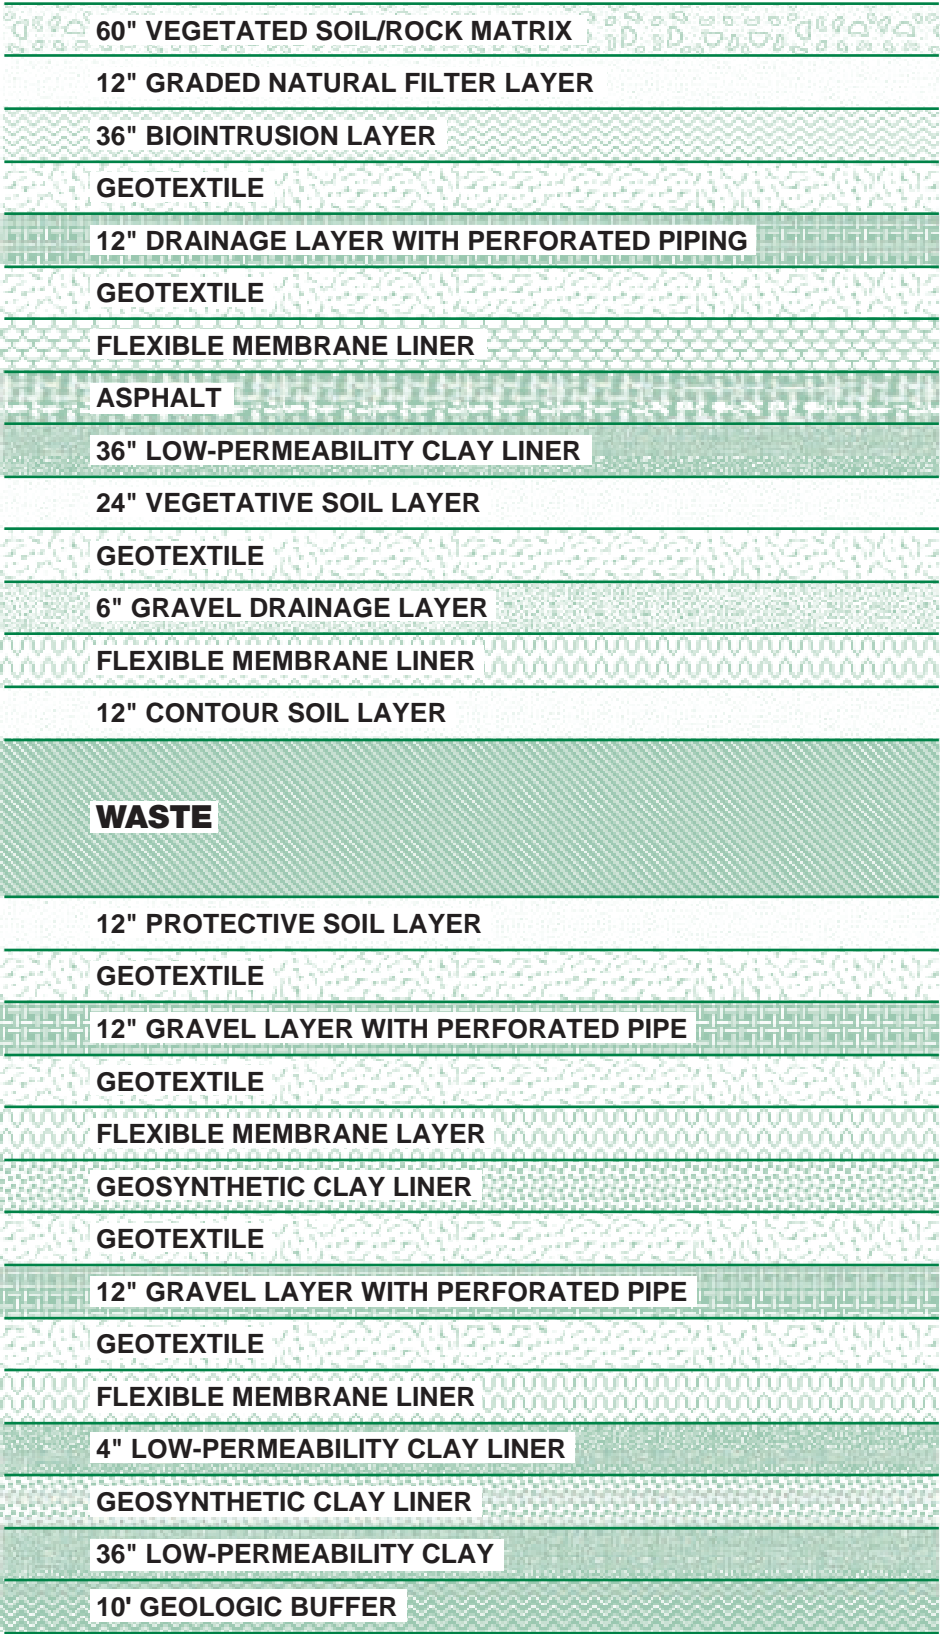 60" VEGETATED SOIL/ROCK MATRIX
12" GRADED NATURAL FILTER LAYER
36" BIOINTRUSION LAYER
GEOTEXTILE
12" DRAINAGE LAYER WITH PERFORATED PIPING
GEOTEXTILE
FLEXIBLE MEMBRANE LINER
ASPHALT
36" LOW-PERMEABILITY CLAY LINER
24" VEGETATIVE SOIL LAYER
GEOTEXTILE
6" GRAVEL DRAINAGE LAYER
FLEXIBLE MEMBRANE LINER
12" CONTOUR SOIL LAYER
WASTE
12" PROTECTIVE SOIL LAYER
GEOTEXTILE
12" GRAVEL LAYER WITH PERFORATED PIPE
GEOTEXTILE
FLEXIBLE MEMBRANE LAYER
GEOSYNTHETIC CLAY LINER
GEOTEXTILE
12" GRAVEL LAYER WITH PERFORATED PIPE
GEOTEXTILE
FLEXIBLE MEMBRANE LINER
4" LOW-PERMEABILITY CLAY LINER
GEOSYNTHETIC CLAY LINER
36" LOW-PERMEABILITY CLAY
10' GEOLOGIC BUFFER